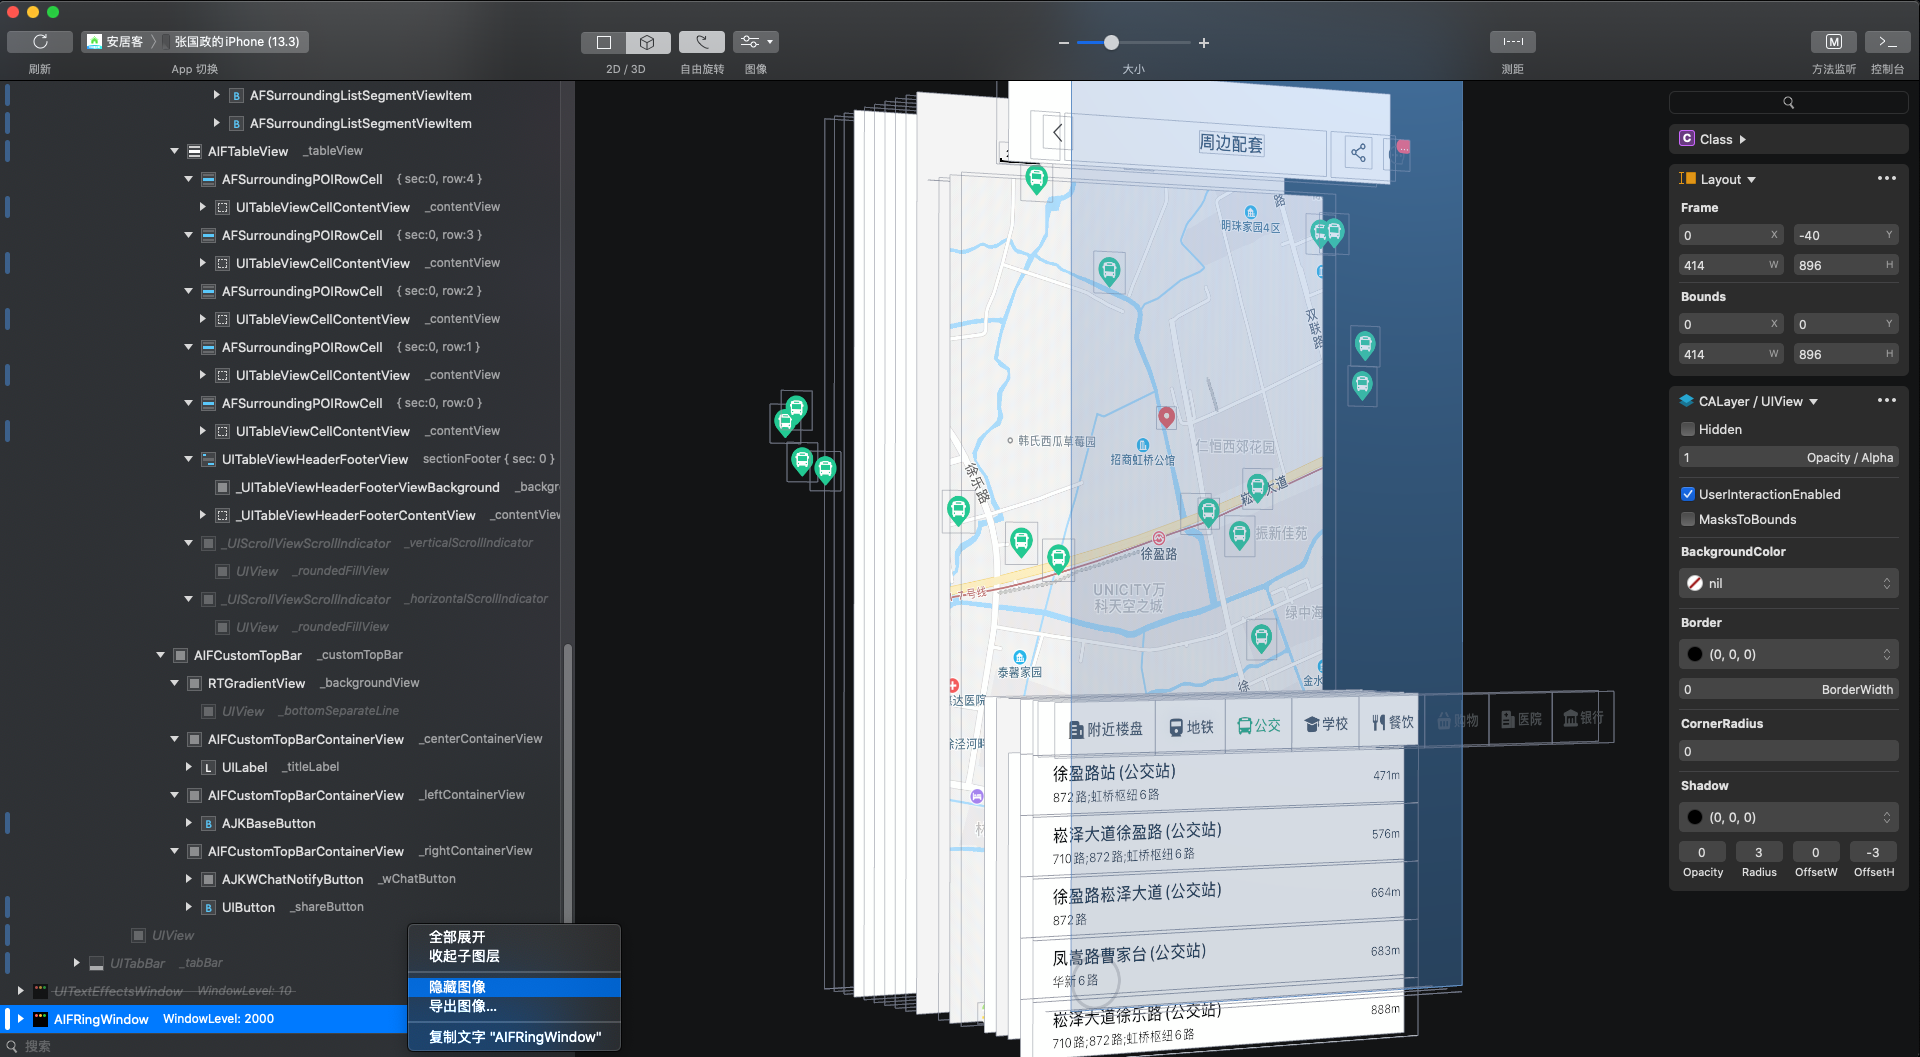 安居客
张国政的iPhone (13.3)
刷新
App 切换
2D / 3D
自由旋转
图像
大小
测距
方法监听
控制台
AFSurroundingListSegmentViewItem
AFSurroundingListSegmentViewItem
AIFTableView _tableView
AFSurroundingPOIRowCell { sec:0, row:4 }
UITableViewCellContentView _contentView
AFSurroundingPOIRowCell { sec:0, row:3 }
UITableViewCellContentView _contentView
AFSurroundingPOIRowCell { sec:0, row:2 }
UITableViewCellContentView _contentView
AFSurroundingPOIRowCell { sec:0, row:1 }
UITableViewCellContentView _contentView
AFSurroundingPOIRowCell { sec:0, row:0 }
UITableViewCellContentView _contentView
UITableViewHeaderFooterView sectionFooter { sec: 0 }
_UITableViewHeaderFooterViewBackground _backgr
_UITableViewHeaderFooterContentView _contentView
_UIScrollViewScrollIndicator _verticalScrollIndicator
UIView _roundedFillView
_UIScrollViewScrollIndicator _horizontalScrollIndicator
UIView _roundedFillView
AIFCustomTopBar _customTopBar
RTGradientView _backgroundView
UIView _bottomSeparateLine
AIFCustomTopBarContainerView _centerContainerView
UILabel _titleLabel
AIFCustomTopBarContainerView _leftContainerView
AJKBaseButton
AIFCustomTopBarContainerView _rightContainerView
AJKWChatNotifyButton _wChatButton
UIButton _shareButton
UIView
UITabBar _tabBar
UITextEffectsWindow WindowLevel: 10
AIFRingWindow WindowLevel: 2000
搜索
全部展开
收起子图层
隐藏图像
导出图像...
复制文字 "AIFRingWindow"
周边配套
路
明珠家园4区
双联路
韩氏西瓜草莓园
招商虹桥公馆
仁恒西郊花园
徐乐路
崧
大道
徐盈路
振新佳苑
7号线
UNICITY万
科天空之城
绿中海
泰馨家园
徐
金水
达医院
徐泾河畔
林
附近楼盘
地铁
公交
学校
餐饮
购物
医院
银行
徐盈路站 (公交站)
471m
872路;虹桥枢纽6路
崧泽大道徐盈路 (公交站)
576m
710路;872路;虹桥枢纽6路
徐盈路崧泽大道 (公交站)
664m
872路
凤嵩路曹家台 (公交站)
683m
华新6路
崧泽大道徐乐路 (公交站)
888m
710路;872路;虹桥枢纽6路
Class
Layout
Frame
0 X
-40 Y
414 W
896 H
Bounds
0 X
0 Y
414 W
896 H
CALayer / UIView
Hidden
1 Opacity / Alpha
UserInteractionEnabled
MasksToBounds
BackgroundColor
nil
Border
(0, 0, 0)
0 BorderWidth
CornerRadius
0
Shadow
(0, 0, 0)
0 3 0 -3
Opacity Radius OffsetW OffsetH